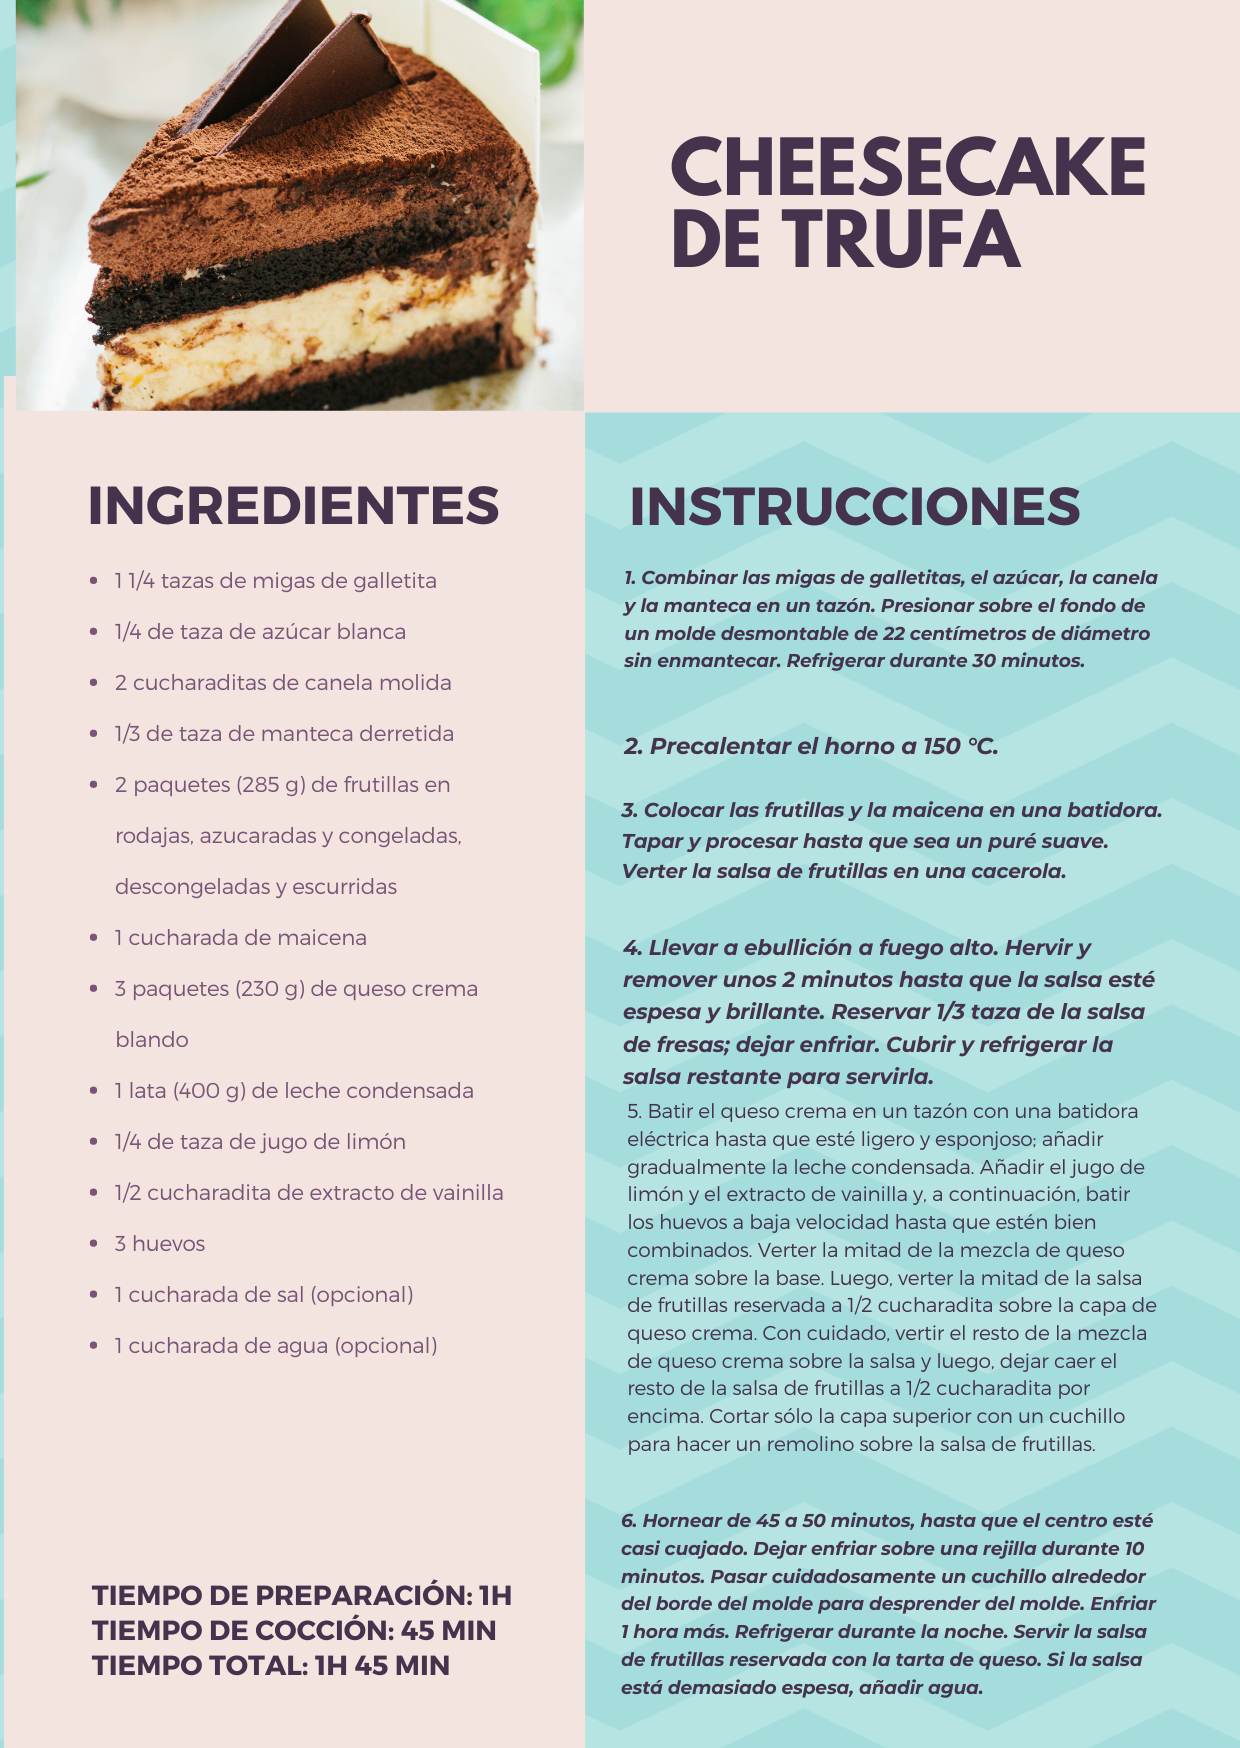 CHEESECAKE
DE TRUFA
INGREDIENTES
• 1 1/4 tazas de migas de galletita
• 1/4 de taza de azúcar blanca
• 2 cucharaditas de canela molida
• 1/3 de taza de manteca derretida
• 2 paquetes (285 g) de frutillas en
rodajas, azucaradas y congeladas,
descongeladas y escurridas
• 1 cucharada de maicena
• 3 paquetes (230 g) de queso crema
blando
• 1 lata (400 g) de leche condensada
• 1/4 de taza de jugo de limón
• 1/2 cucharadita de extracto de vainilla
• 3 huevos
• 1 cucharada de sal (opcional)
• 1 cucharada de agua (opcional)
TIEMPO DE PREPARACIÓN: 1H
TIEMPO DE COCCIÓN: 45 MIN
TIEMPO TOTAL: 1H 45 MIN
INSTRUCCIONES
1. Combinar las migas de galletitas, el azúcar, la canela
y la manteca en un tazón. Presionar sobre el fondo de
un molde desmontable de 22 centímetros de diámetro
sin enmantecar. Refrigerar durante 30 minutos.
2. Precalentar el horno a 150 °C.
3. Colocar las frutillas y la maicena en una batidora.
Tapar y procesar hasta que sea un puré suave.
Verter la salsa de frutillas en una cacerola.
4. Llevar a ebullición a fuego alto. Hervir y
remover unos 2 minutos hasta que la salsa esté
espesa y brillante. Reservar 1/3 taza de la salsa
de fresas; dejar enfriar. Cubrir y refrigerar la
salsa restante para servirla.
5. Batir el queso crema en un tazón con una batidora
eléctrica hasta que esté ligero y esponjoso; añadir
gradualmente la leche condensada. Añadir el jugo de
limón y el extracto de vainilla y, a continuación, batir
los huevos a baja velocidad hasta que estén bien
combinados. Verter la mitad de la mezcla de queso
crema sobre la base. Luego, verter la mitad de la salsa
de frutillas reservada a 1/2 cucharadita sobre la capa de
queso crema. Con cuidado, vertir el resto de la mezcla
de queso crema sobre la salsa y luego, dejar caer el
resto de la salsa de frutillas a 1/2 cucharadita por
encima. Cortar sólo la capa superior con un cuchillo
para hacer un remolino sobre la salsa de frutillas.
6. Hornear de 45 a 50 minutos, hasta que el centro esté
casi cuajado. Dejar enfriar sobre una rejilla durante 10
minutos. Pasar cuidadosamente un cuchillo alrededor
del borde del molde para desprender del molde. Enfriar
1 hora más. Refrigerar durante la noche. Servir la salsa
de frutillas reservada con la tarta de queso. Si la salsa
está demasiado espesa, añadir agua.